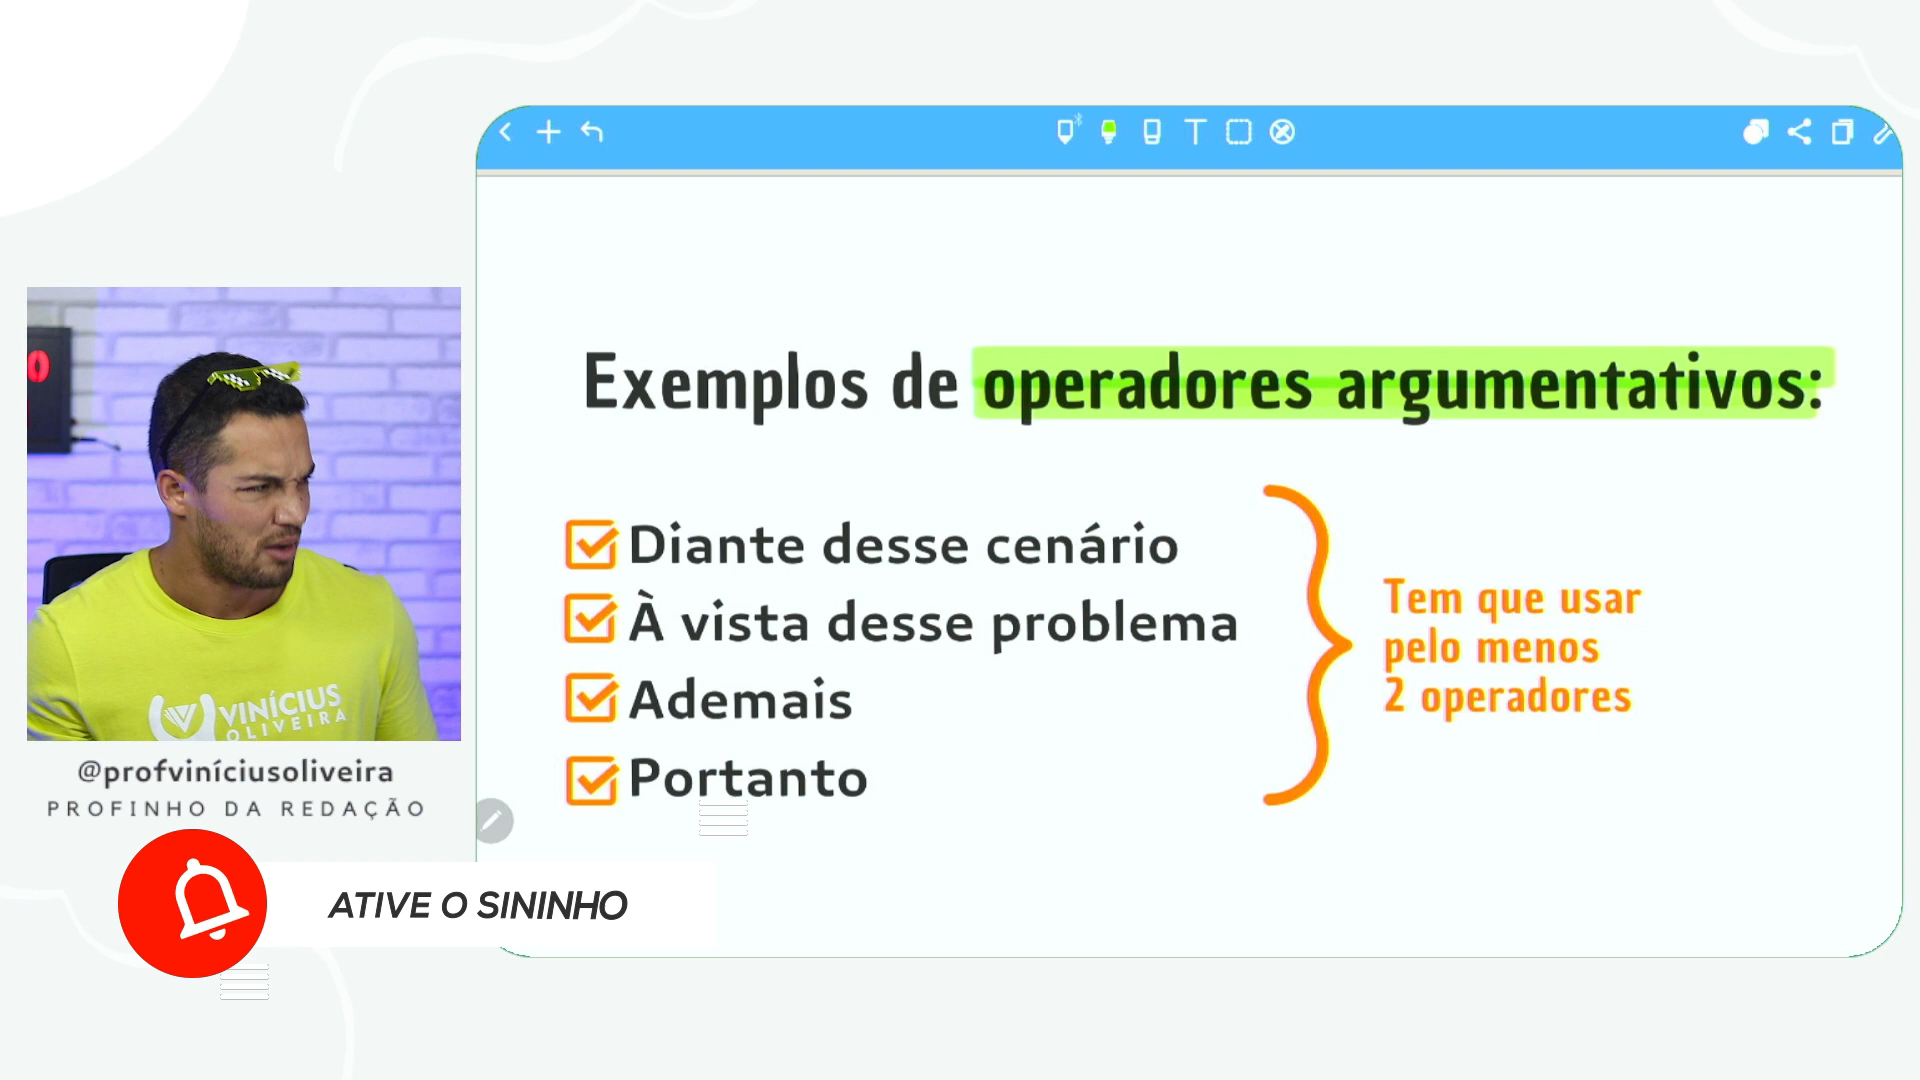 Exemplos de operadores argumentativos:
Diante desse cenário
À vista desse problema
Ademais
Portanto
Tem que usar
pelo menos
2 operadores
0
VINÍCIUS
OLIVEIRA
@profviníciusoliveira
PROFINHO DA REDAÇÃO
ATIVE O SININHO